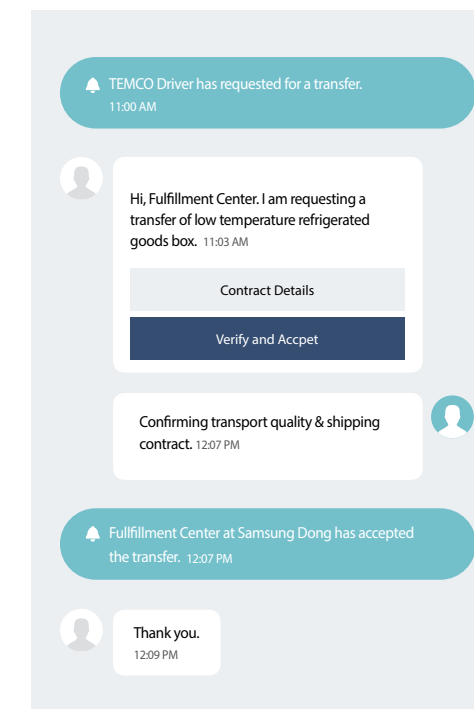 TEMCO Driver has requested for a transfer.
11:00 AM
Hi, Fulfillment Center. I am requesting a
transfer of low temperature refrigerated
goods box. 11:03 AM
Contract Details
Verify and Accpet
Confirming transport quality & shipping
contract. 12:07 PM
Fullfillment Center at Samsung Dong has accepted
the transfer. 12:07 PM
Thank you.
12:09 PM